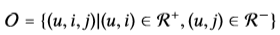 𝒪 = {(u, i, j)|(u, i) ∈ ℛ⁺, (u, j) ∈ ℛ⁻}